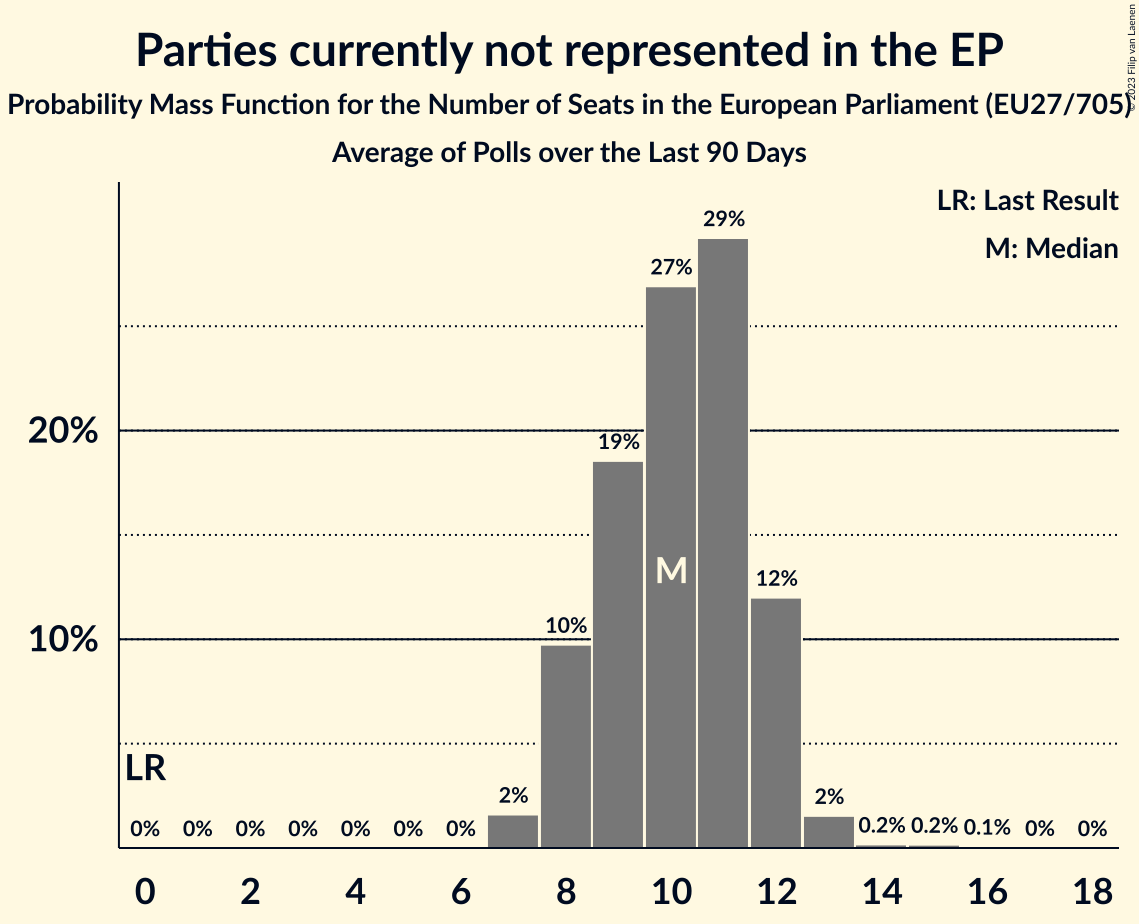 Parties currently not represented in the EP
Probability Mass Function for the Number of Seats in the European Parliament (EU27/705)
Average of Polls over the Last 90 Days
© 2023 Filip van Laenen
LR: Last Result
M: Median
20%
10%
LR
M
0% 0% 0% 0% 0% 0% 0% 2% 10% 19% 27% 29% 12% 2% 0.2% 0.2% 0.1% 0% 0%
0 2 4 6 8 10 12 14 16 18